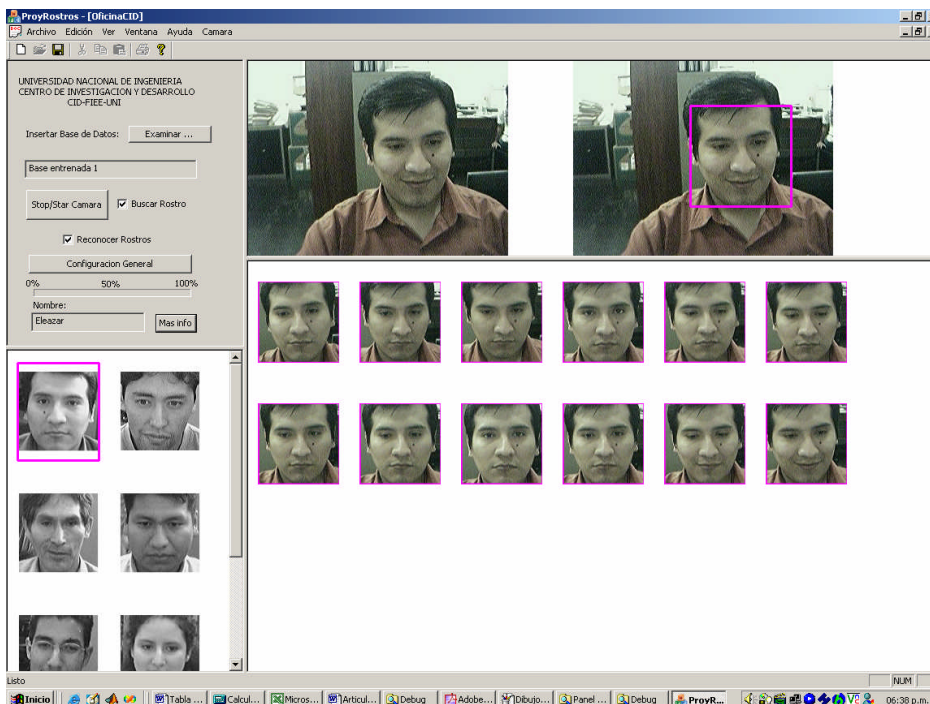 ProyRostros - [OficinaCID]
Archivo Edición Ver Ventana Ayuda Camara
UNIVERSIDAD NACIONAL DE INGENIERIA
CENTRO DE INVESTIGACION Y DESARROLLO
CID-FIEE-UNI
Insertar Base de Datos: Examinar ...
Base entrenada 1
Stop/Star Camara Buscar Rostro
Reconocer Rostros
Configuracion General
0% 50% 100%
Nombre:
Eleazar Mas info
Listo NUM
Inicio Tabla ... Calcul... Micros... Articul... Debug Adobe... Dibujo... Panel ... Debug ProyR... 06:38 p.m.